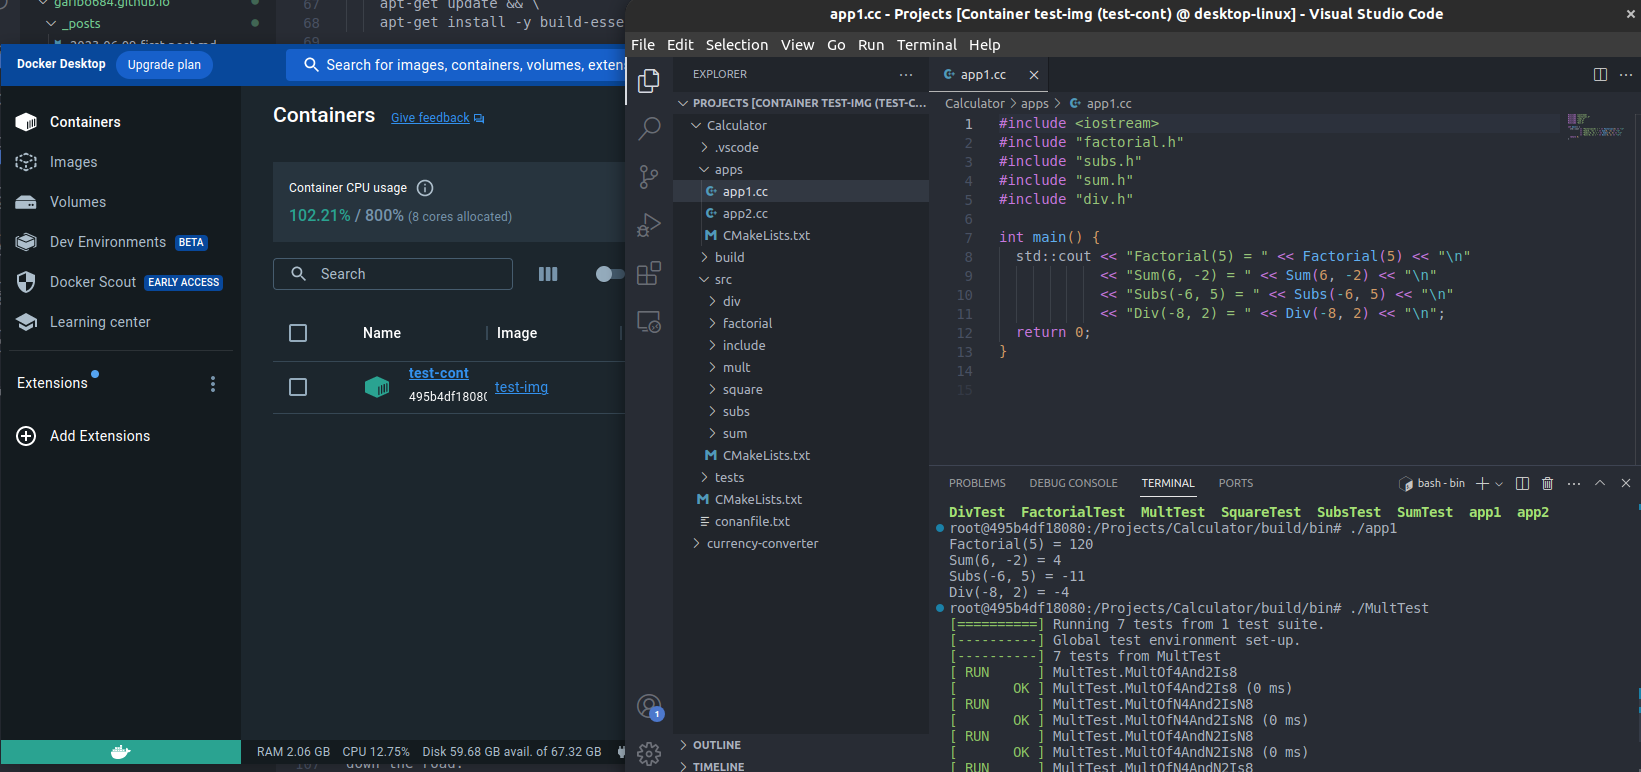 garibo684.github.io
_posts
67
apt-get update && \
68
apt-get install -y build-esse
Docker Desktop
Upgrade plan
Search for images, containers, volumes, exten
Containers
Images
Volumes
Dev Environments BETA
Docker Scout EARLY ACCESS
Learning center
Extensions
Add Extensions
Containers Give feedback
Container CPU usage
102.21% / 800% (8 cores allocated)
Search
Name Image
test-cont test-img
495b4df18080
RAM 2.06 GB CPU 12.75% Disk 59.68 GB avail. of 67.32 GB
down the road.
app1.cc - Projects [Container test-img (test-cont) @ desktop-linux] - Visual Studio Code
File Edit Selection View Go Run Terminal Help
EXPLORER
PROJECTS [CONTAINER TEST-IMG (TEST-C...
Calculator
.vscode
apps
app1.cc
app2.cc
CMakeLists.txt
build
src
div
factorial
include
mult
square
subs
sum
CMakeLists.txt
tests
CMakeLists.txt
conanfile.txt
currency-converter
OUTLINE
TIMELINE
1
app1.cc
Calculator > apps > app1.cc
1 #include <iostream>
2 #include "factorial.h"
3 #include "subs.h"
4 #include "sum.h"
5 #include "div.h"
6
7 int main() {
8 std::cout << "Factorial(5) = " << Factorial(5) << "\n"
9 << "Sum(6, -2) = " << Sum(6, -2) << "\n"
10 << "Subs(-6, 5) = " << Subs(-6, 5) << "\n"
11 << "Div(-8, 2) = " << Div(-8, 2) << "\n";
12 return 0;
13 }
14
15
PROBLEMS DEBUG CONSOLE TERMINAL PORTS
bash - bin
DivTest FactorialTest MultTest SquareTest SubsTest SumTest app1 app2
root@495b4df18080:/Projects/Calculator/build/bin# ./app1
Factorial(5) = 120
Sum(6, -2) = 4
Subs(-6, 5) = -11
Div(-8, 2) = -4
root@495b4df18080:/Projects/Calculator/build/bin# ./MultTest
[==========] Running 7 tests from 1 test suite.
[----------] Global test environment set-up.
[----------] 7 tests from MultTest
[ RUN      ] MultTest.MultOf4And2Is8
[       OK ] MultTest.MultOf4And2Is8 (0 ms)
[ RUN      ] MultTest.MultOfN4And2IsN8
[       OK ] MultTest.MultOfN4And2IsN8 (0 ms)
[ RUN      ] MultTest.MultOf4AndN2IsN8
[       OK ] MultTest.MultOf4AndN2IsN8 (0 ms)
[ RUN      ] MultTest.MultOfN4AndN2Is8